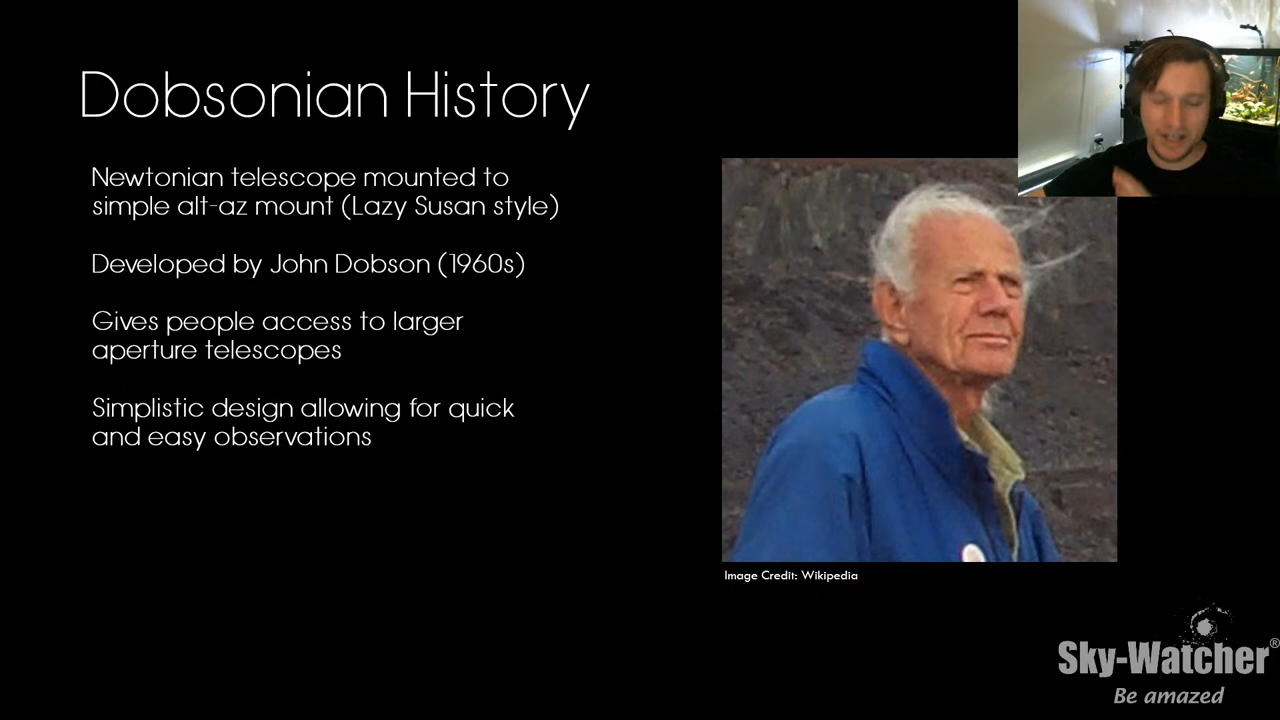 Dobsonian History
Newtonian telescope mounted to
simple alt-az mount (Lazy Susan style)
Developed by John Dobson (1960s)
Gives people access to larger
aperture telescopes
Simplistic design allowing for quick
and easy observations
Image Credit: Wikipedia
Sky-Watcher®
Be amazed